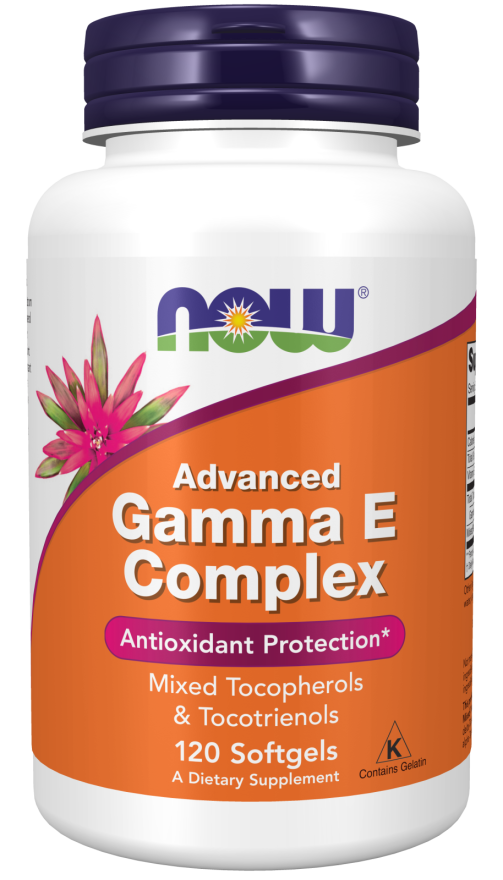 now®
Advanced
Gamma E
Complex
Antioxidant Protection*
Mixed Tocopherols
& Tocotrienols
120 Softgels
A Dietary Supplement
K
Contains Gelatin